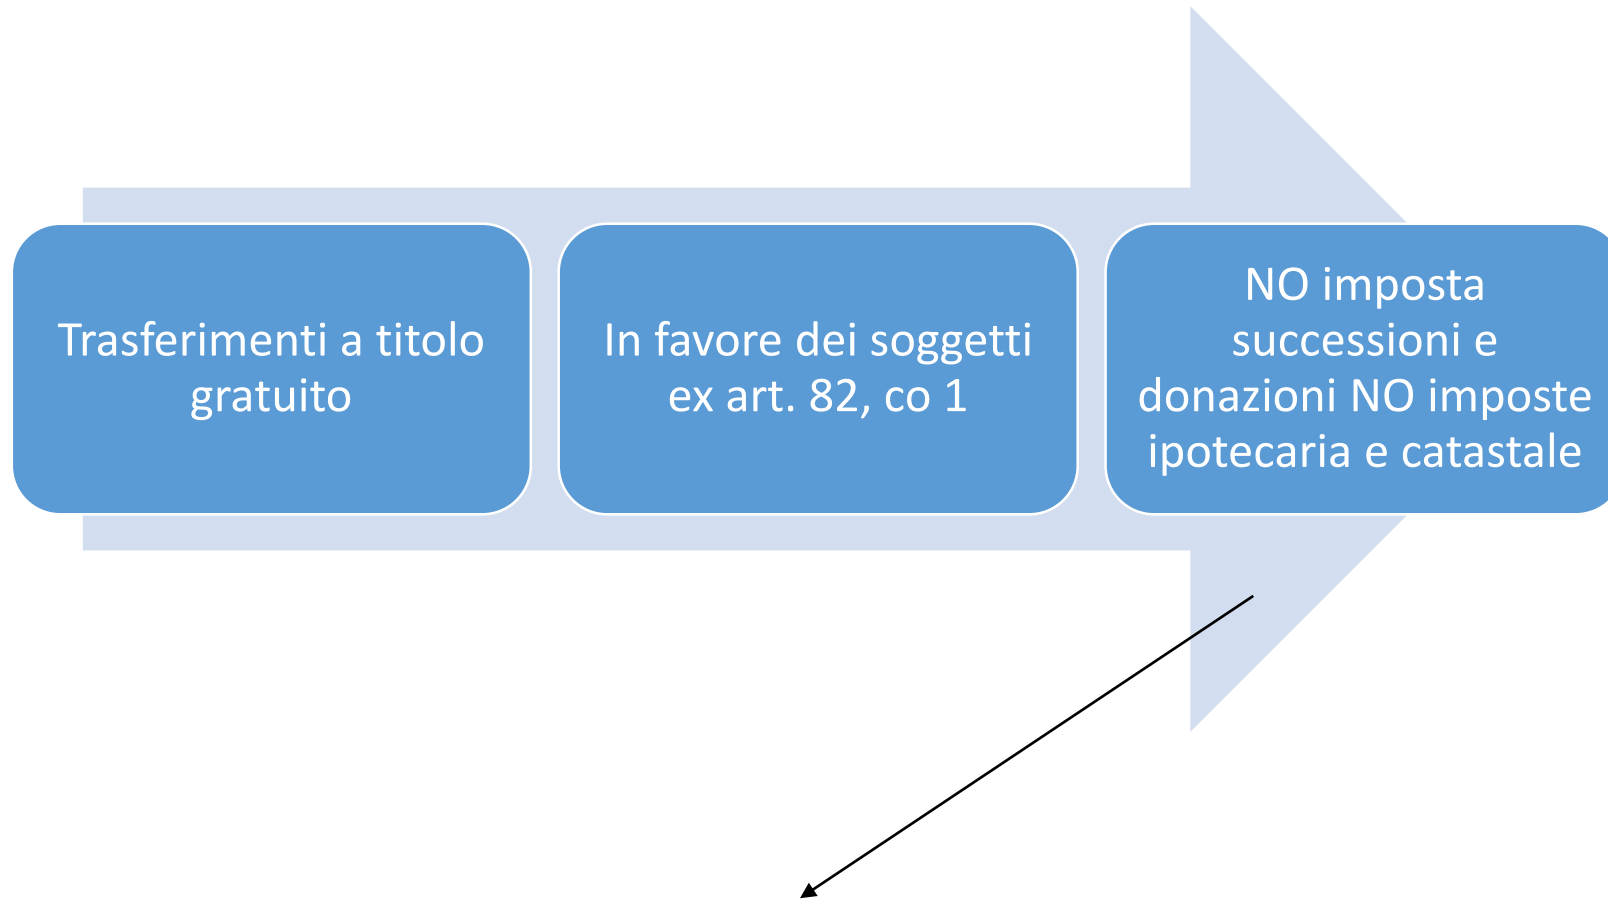 Trasferimenti a titolo
gratuito
In favore dei soggetti
ex art. 82, co 1
NO imposta
successioni e
donazioni NO imposte
ipotecaria e catastale